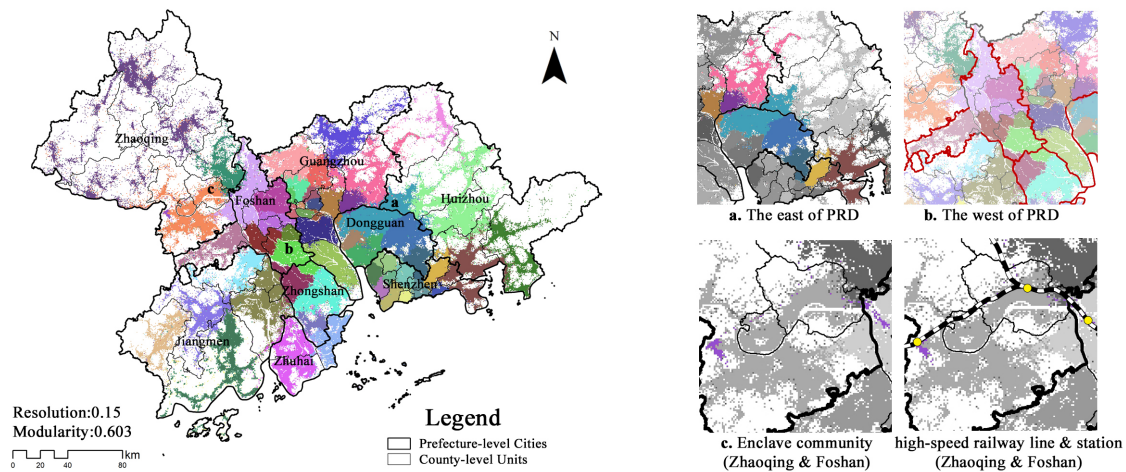 N
Zhaoqing
Guangzhou
c
Foshan
a
Huizhou
Dongguan
b
Zhongshan
Shenzhen
Jiangmen
Zhuhai
Resolution:0.15
Modularity:0.603
0 10 20 40 60 80 km
Legend
Prefecture-level Cities
County-level Units
a. The east of PRD
b. The west of PRD
c. Enclave community
(Zhaoqing & Foshan)
high-speed railway line & station
(Zhaoqing & Foshan)